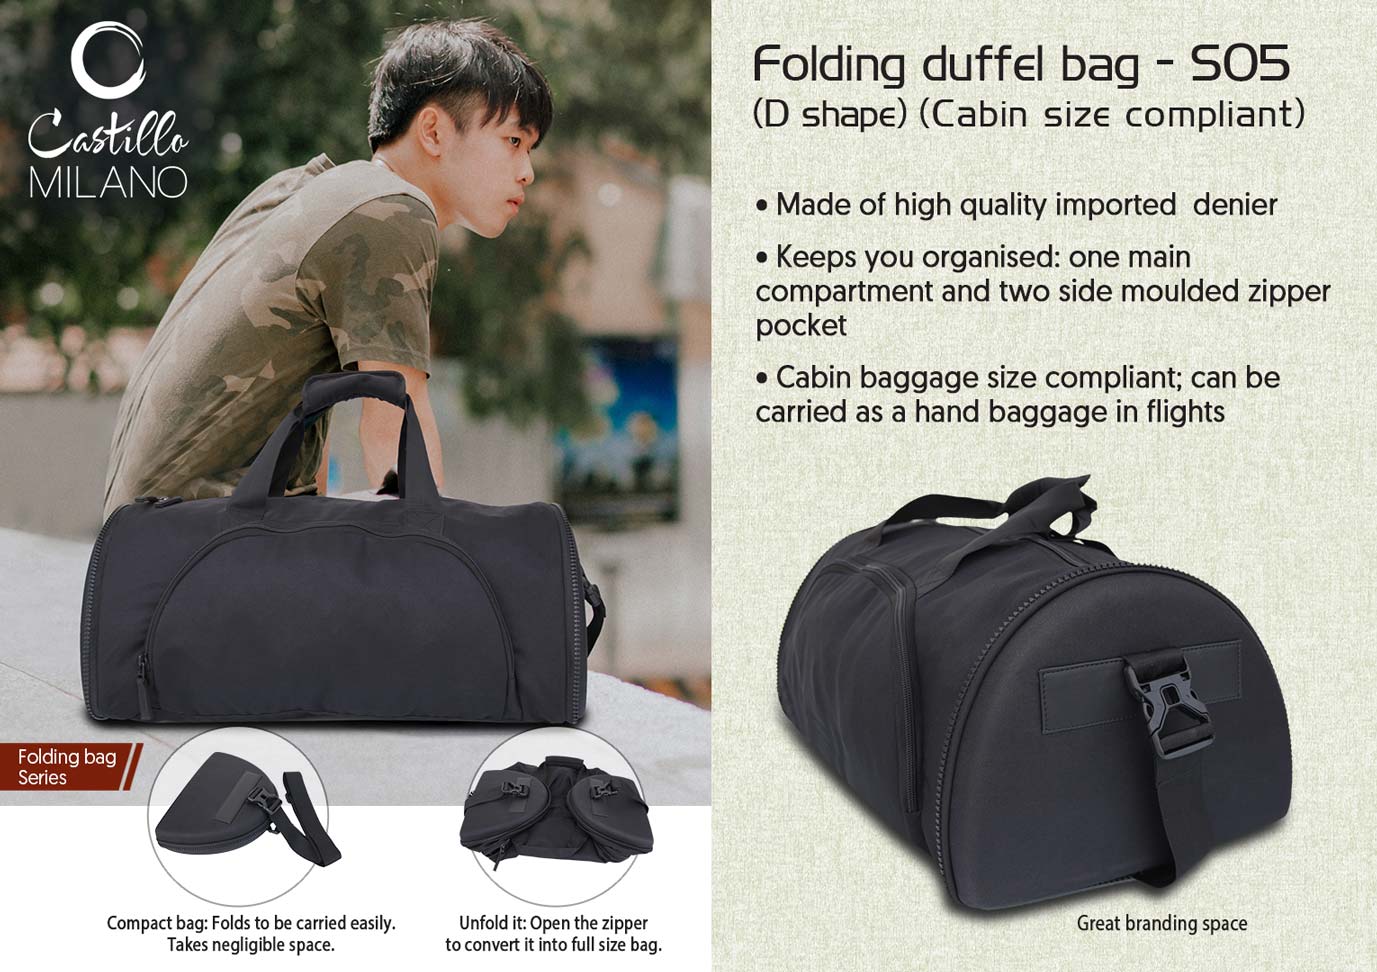 Castillo
MILANO
Folding duffel bag - S05
(D shape) (Cabin size compliant)
• Made of high quality imported denier
• Keeps you organised: one main
compartment and two side moulded zipper
pocket
• Cabin baggage size compliant; can be
carried as a hand baggage in flights
Folding bag
Series
Compact bag: Folds to be carried easily.
Takes negligible space.
Unfold it: Open the zipper
to convert it into full size bag.
Great branding space